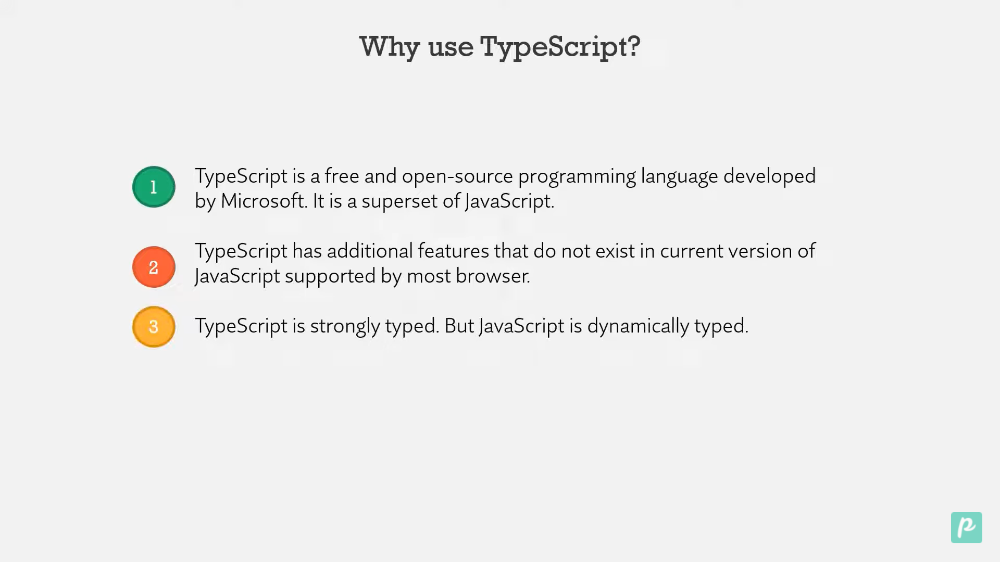 Why use TypeScript?
1
TypeScript is a free and open-source programming language developed
by Microsoft. It is a superset of JavaScript.
2
TypeScript has additional features that do not exist in current version of
JavaScript supported by most browser.
3
TypeScript is strongly typed. But JavaScript is dynamically typed.
p